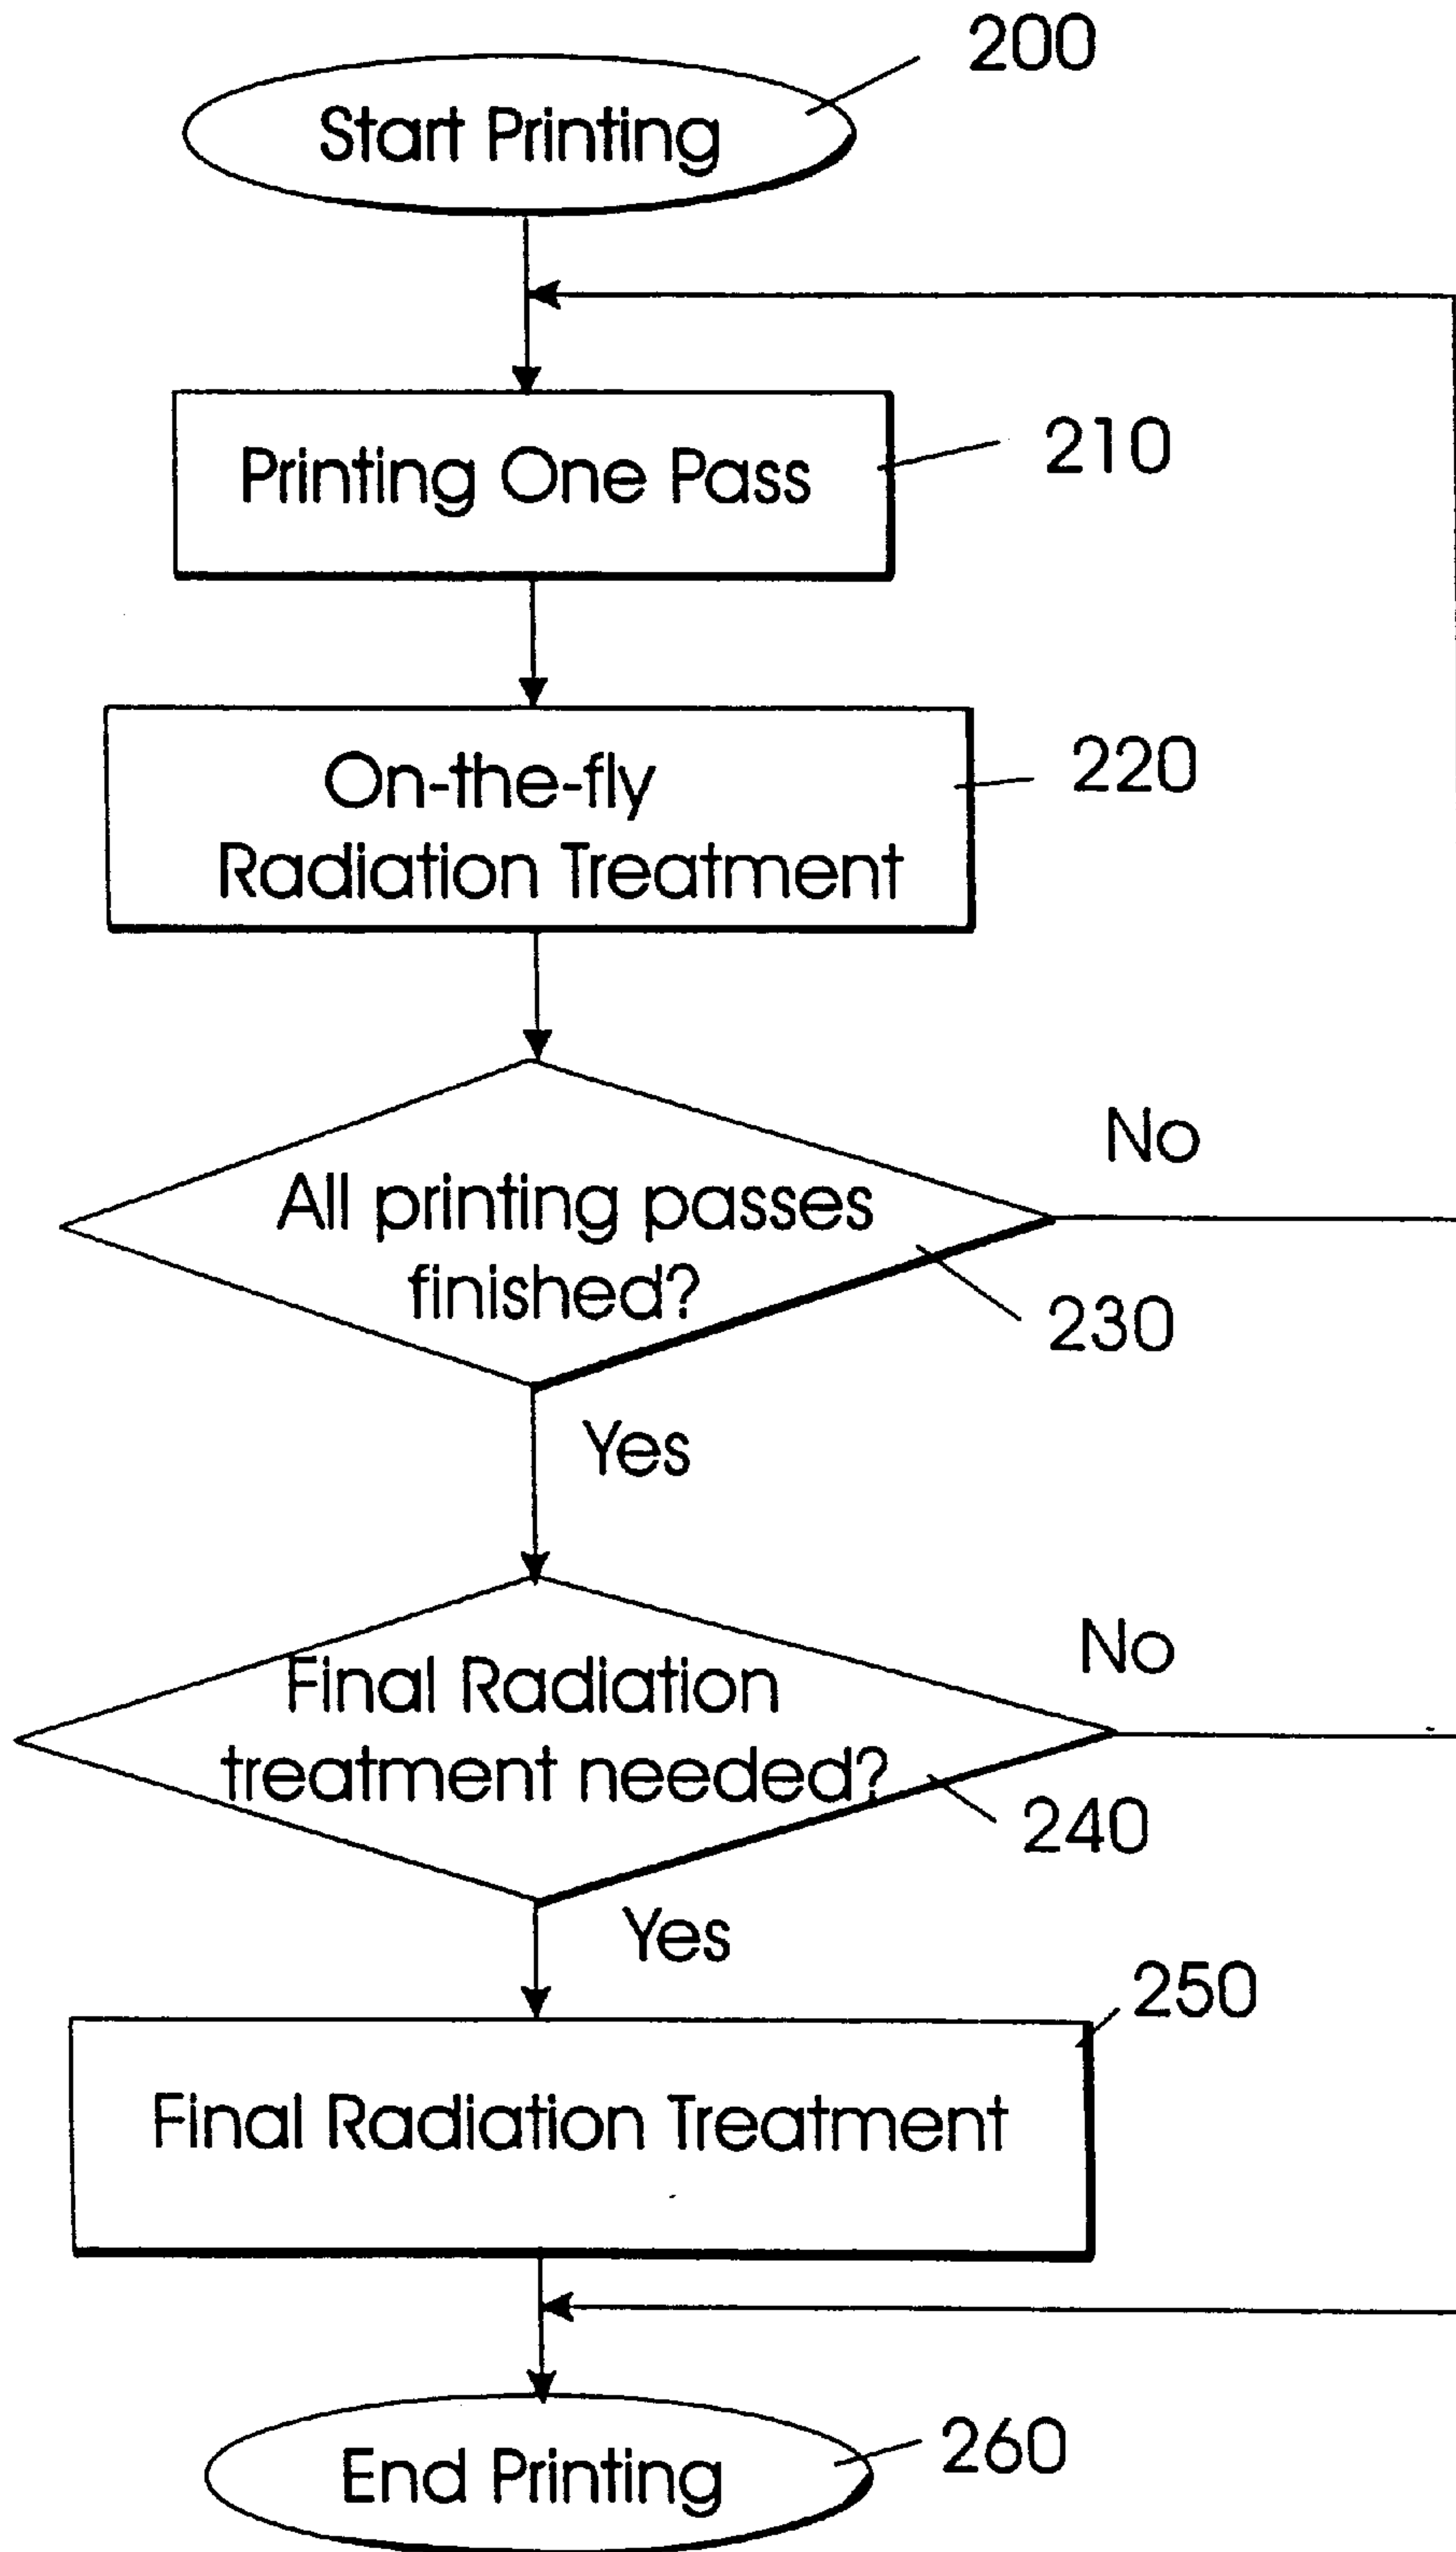 200
Start Printing
Printing One Pass
210
On-the-fly
220
Radiation Treatment
No
All printing passes
finished?
230
Yes
No
Final Radiation
treatment needed?
240
Yes
250
Final Radiation Treatment
End Printing
260